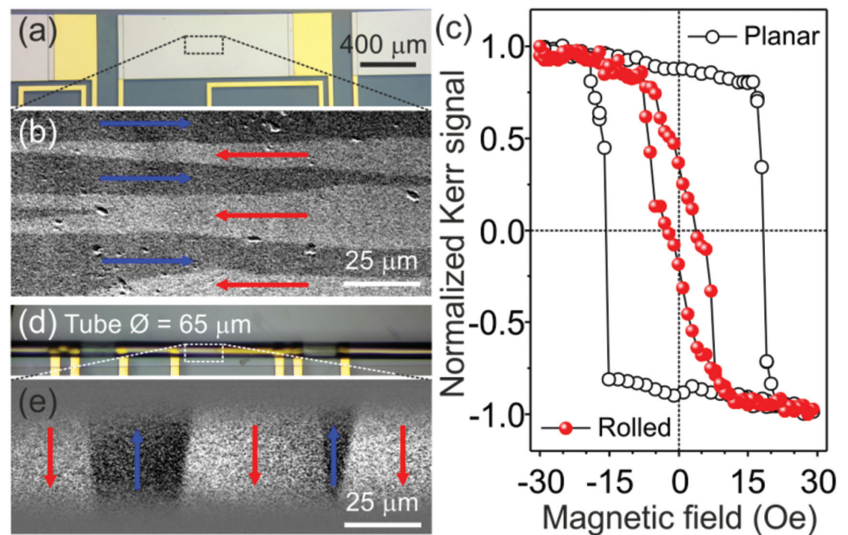 (a)
400 μm
(b)
25 μm
(d) Tube Ø = 65 μm
(e)
25 μm
(c)
Planar
Rolled
Normalized Kerr signal
1.0
0.5
0.0
-0.5
-1.0
-30 -15 0 15 30
Magnetic field (Oe)